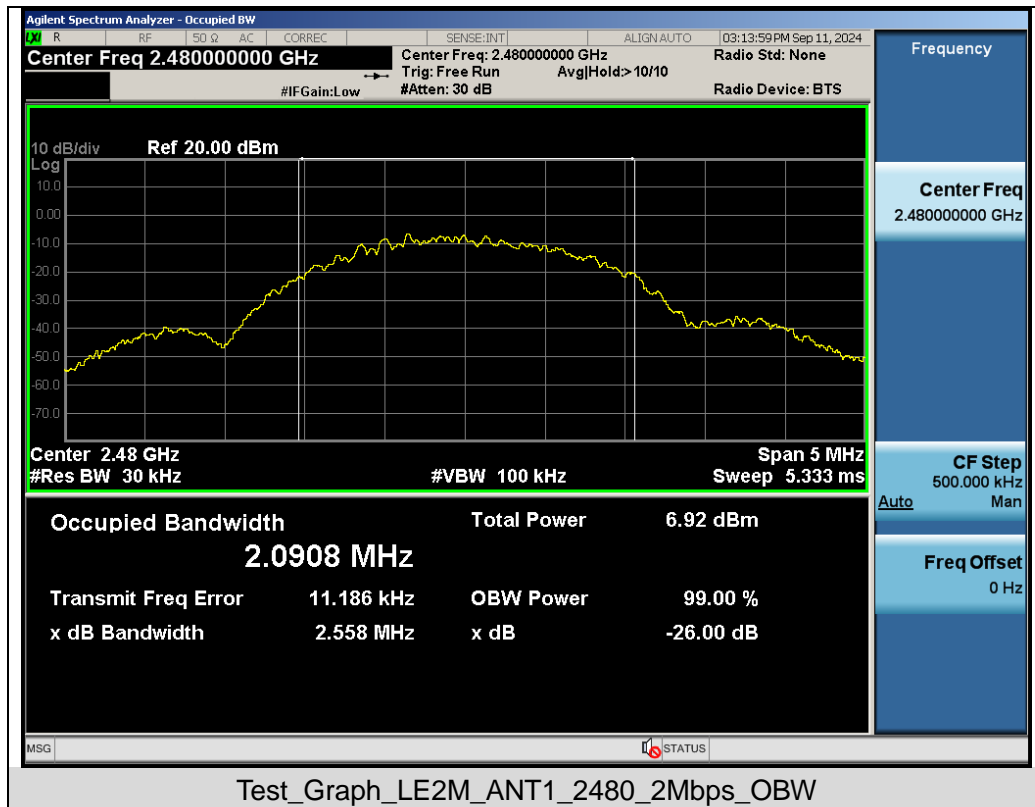 Agilent Spectrum Analyzer - Occupied BW
LXI R RF 50 Ω AC CORREC SENSE:INT ALIGN AUTO 03:13:59 PM Sep 11, 2024
Center Freq 2.480000000 GHz
Center Freq: 2.480000000 GHz Radio Std: None
Trig: Free Run Avg|Hold:>10/10
#IFGain:Low #Atten: 30 dB Radio Device: BTS
Frequency
10 dB/div Ref 20.00 dBm
Log
10.0
0.00
-10.0
-20.0
-30.0
-40.0
-50.0
-60.0
-70.0
Center 2.48 GHz Span 5 MHz
#Res BW 30 kHz #VBW 100 kHz Sweep 5.333 ms
Center Freq
2.480000000 GHz
CF Step
500.000 kHz
Auto Man
Freq Offset
0 Hz
Occupied Bandwidth Total Power 6.92 dBm
2.0908 MHz
Transmit Freq Error 11.186 kHz OBW Power 99.00 %
x dB Bandwidth 2.558 MHz x dB -26.00 dB
MSG STATUS
Test_Graph_LE2M_ANT1_2480_2Mbps_OBW